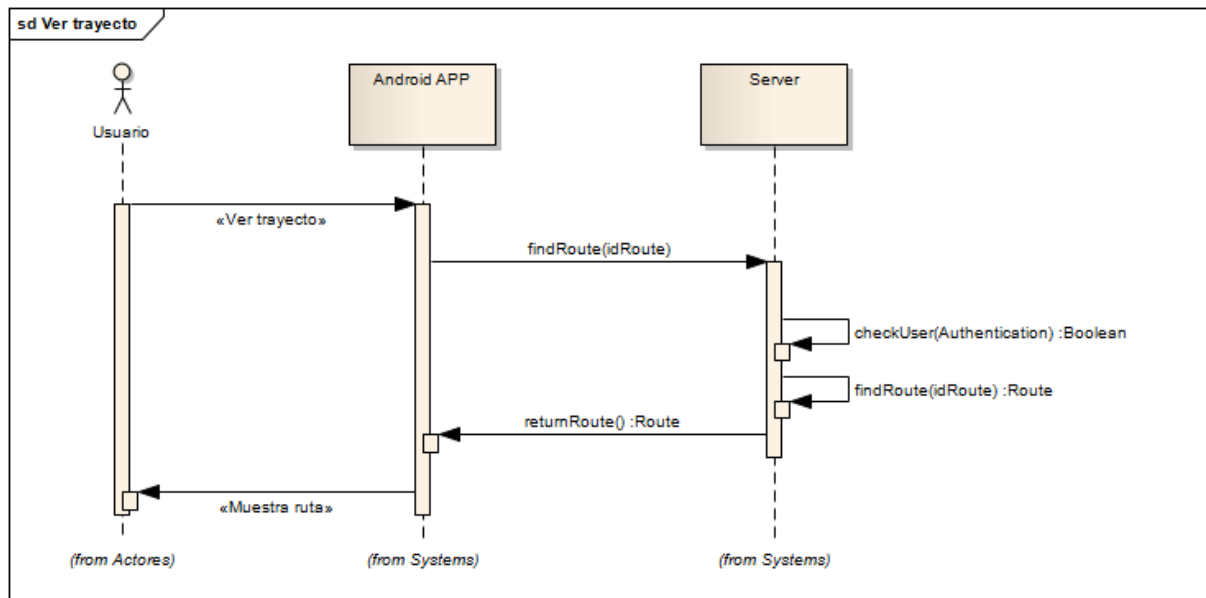 sd Ver trayecto
Usuario
Android APP
Server
«Ver trayecto»
findRoute(idRoute)
checkUser(Authentication) :Boolean
findRoute(idRoute) :Route
returnRoute() :Route
«Muestra ruta»
(from Actores)
(from Systems)
(from Systems)